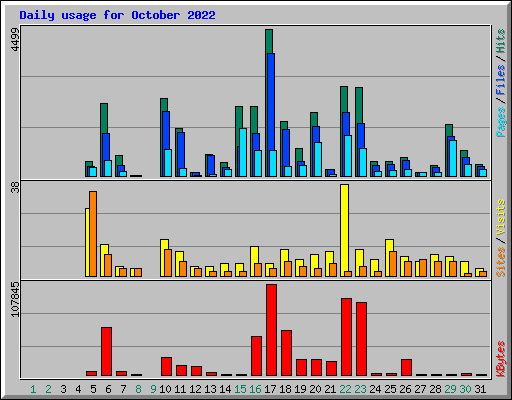 Daily usage for October 2022
4499
Pages / Files / Hits
38
Sites / Visits
107845
KBytes
1 2 3 4 5 6 7 8 9 10 11 12 13 14 15 16 17 18 19 20 21 22 23 24 25 26 27 28 29 30 31